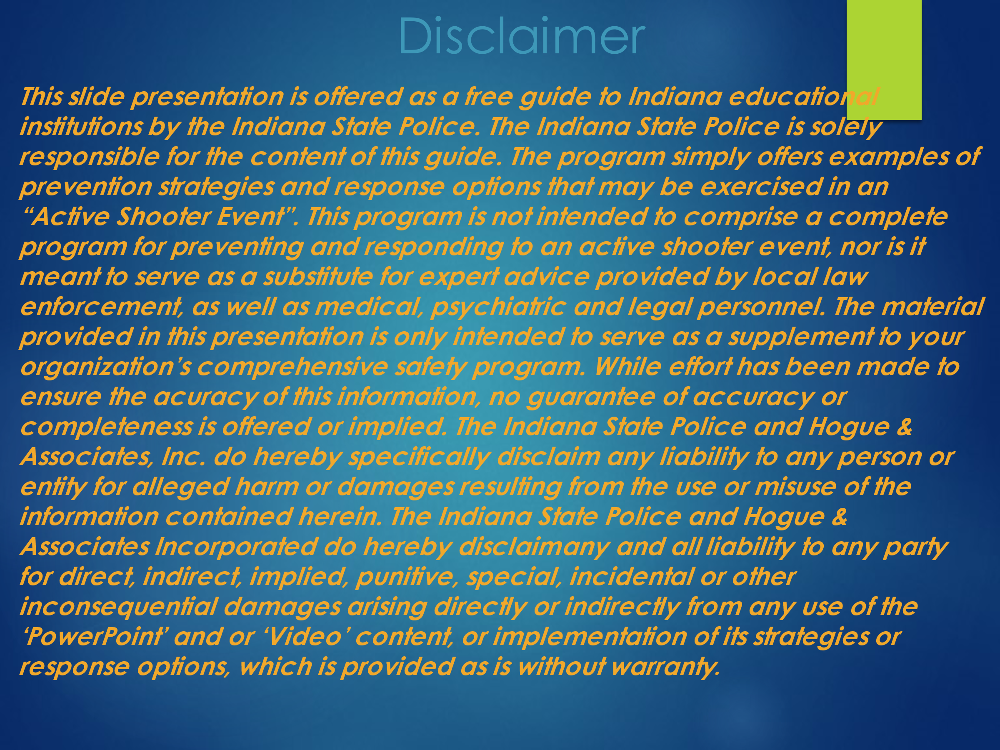 Disclaimer
This slide presentation is offered as a free guide to Indiana educational
institutions by the Indiana State Police. The Indiana State Police is solely
responsible for the content of this guide. The program simply offers examples of
prevention strategies and response options that may be exercised in an
“Active Shooter Event”. This program is not intended to comprise a complete
program for preventing and responding to an active shooter event, nor is it
meant to serve as a substitute for expert advice provided by local law
enforcement, as well as medical, psychiatric and legal personnel. The material
provided in this presentation is only intended to serve as a supplement to your
organization’s comprehensive safety program. While effort has been made to
ensure the acuracy of this information, no guarantee of accuracy or
completeness is offered or implied. The Indiana State Police and Hogue &
Associates, Inc. do hereby specifically disclaim any liability to any person or
entity for alleged harm or damages resulting from the use or misuse of the
information contained herein. The Indiana State Police and Hogue &
Associates Incorporated do hereby disclaimany and all liability to any party
for direct, indirect, implied, punitive, special, incidental or other
inconsequential damages arising directly or indirectly from any use of the
‘PowerPoint’ and or ‘Video’ content, or implementation of its strategies or
response options, which is provided as is without warranty.